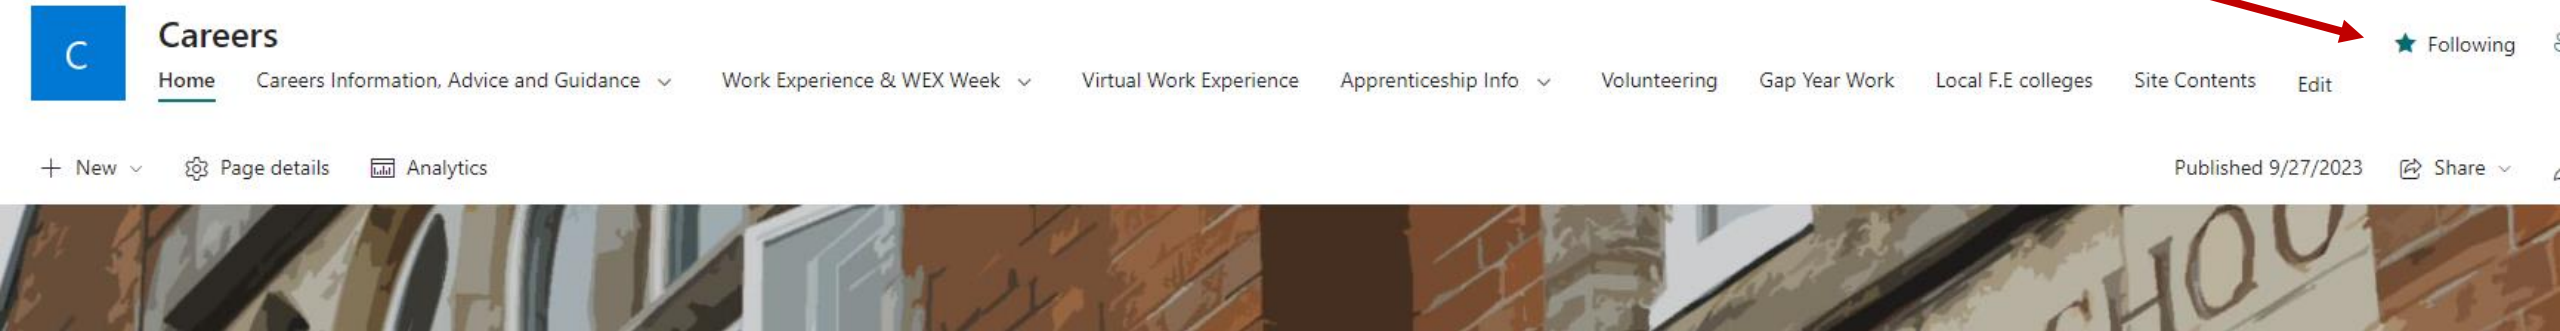 C
Careers
Following
Home Careers Information, Advice and Guidance Work Experience & WEX Week Virtual Work Experience Apprenticeship Info Volunteering Gap Year Work Local F.E colleges Site Contents Edit
+ New Page details Analytics Published 9/27/2023 Share